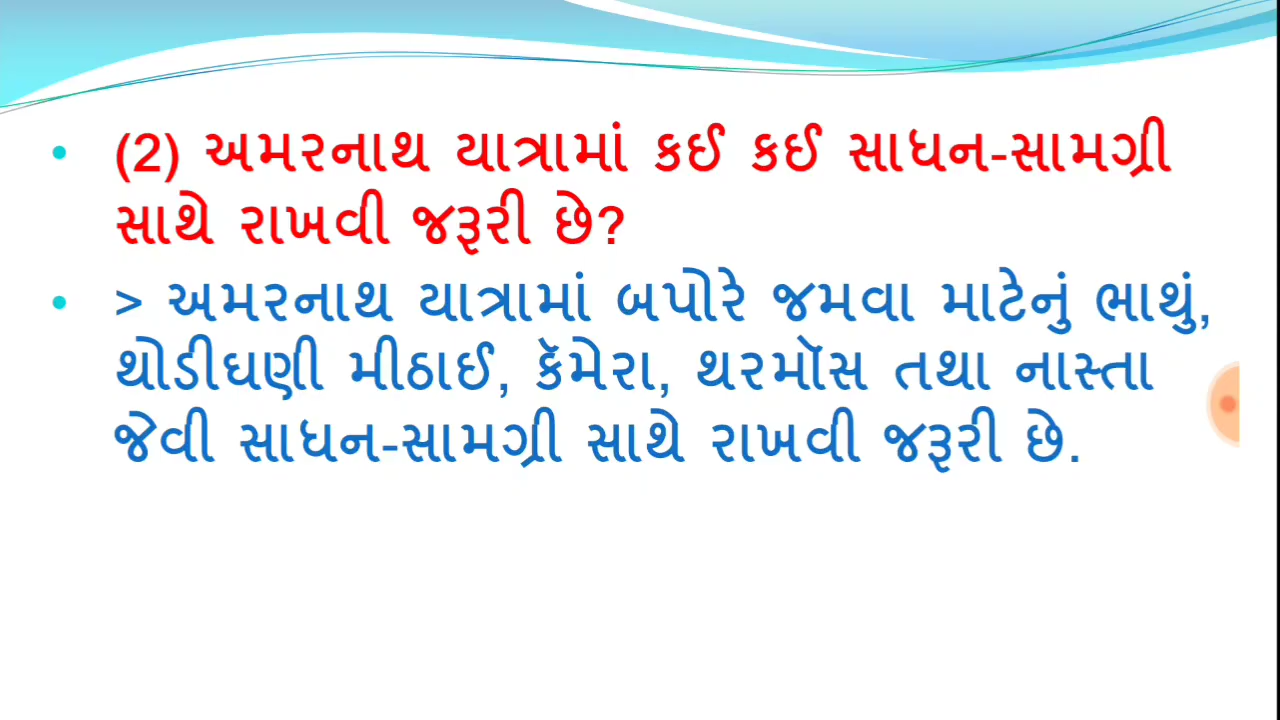 • (2) અમરનાથ યાત્રામાં કઈ કઈ સાધન-સામગ્રી
સાથે રાખવી જરૂરી છે?
• > અમરનાથ યાત્રામાં બપોરે જમવા માટેનું ભાથું,
થોડીઘણી મીઠાઈ, કૅમેરા, થરમૉસ તથા નાસ્તા
જેવી સાધન-સામગ્રી સાથે રાખવી જરૂરી છે.